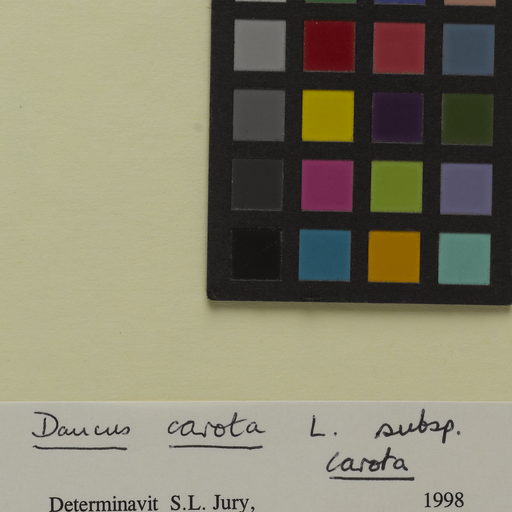 Daucus carota L. subsp.
carota
Determinavit S.L. Jury, 1998